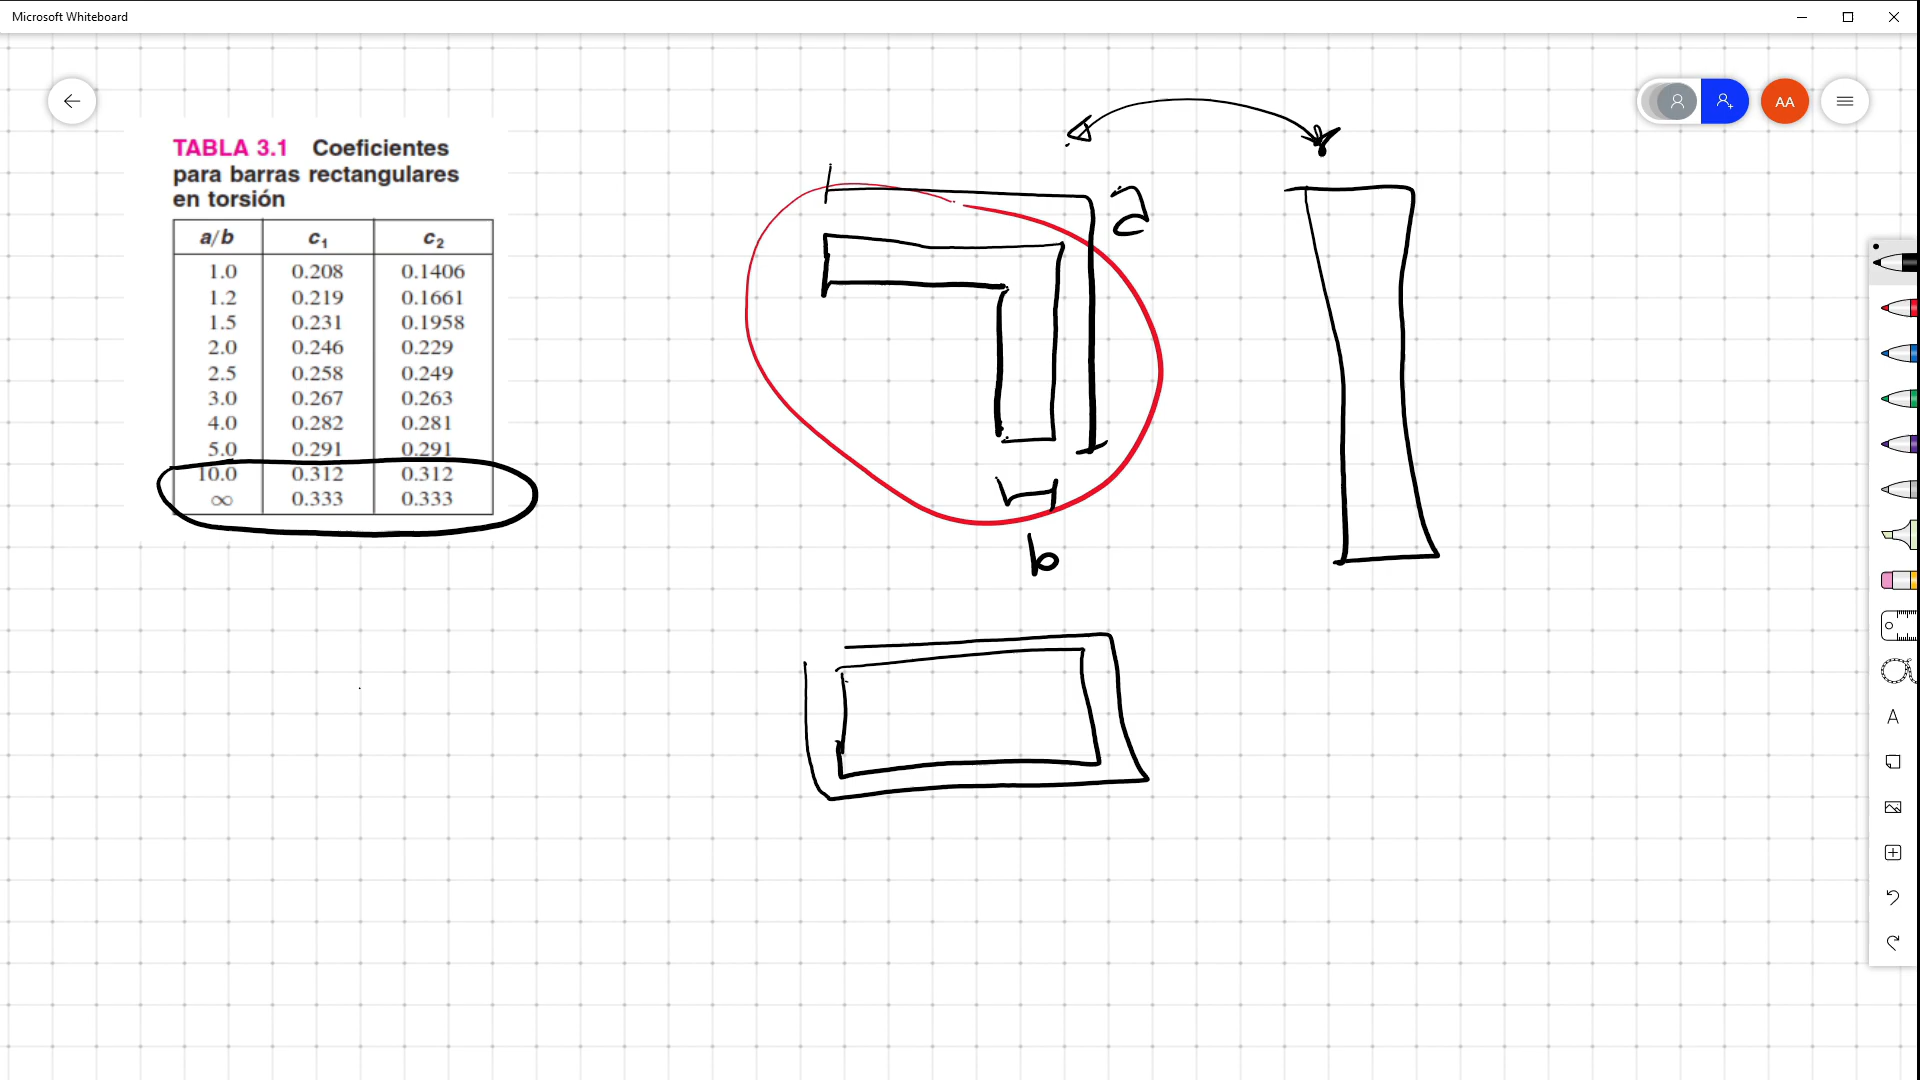 Microsoft Whiteboard
AA
TABLA 3.1 Coeficientes
para barras rectangulares
en torsión
a/b c₁ c₂
1.0 0.208 0.1406
1.2 0.219 0.1661
1.5 0.231 0.1958
2.0 0.246 0.229
2.5 0.258 0.249
3.0 0.267 0.263
4.0 0.282 0.281
5.0 0.291 0.291
10.0 0.312 0.312
∞ 0.333 0.333
a
b
A